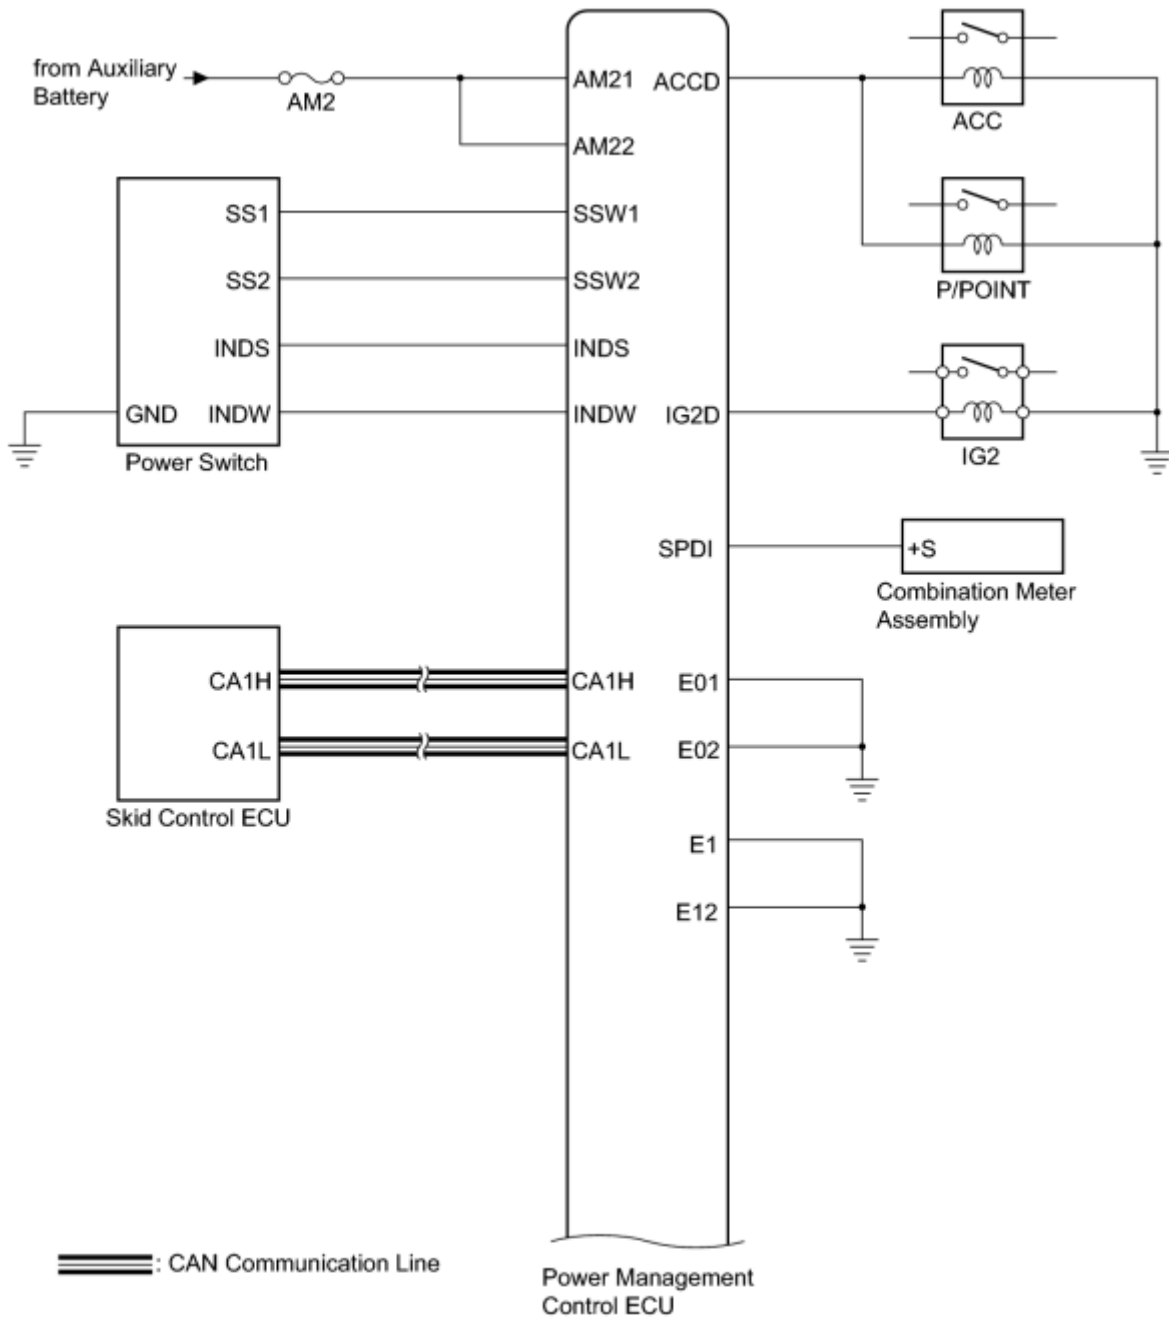 from Auxiliary
Battery
AM2
AM21
AM22
ACCD
ACC
SS1
SSW1
SS2
SSW2
P/POINT
INDS
INDS
GND
INDW
INDW
IG2D
IG2
Power Switch
SPDI
+S
Combination Meter
Assembly
CA1H
CA1H
E01
CA1L
CA1L
E02
Skid Control ECU
E1
E12
: CAN Communication Line
Power Management
Control ECU